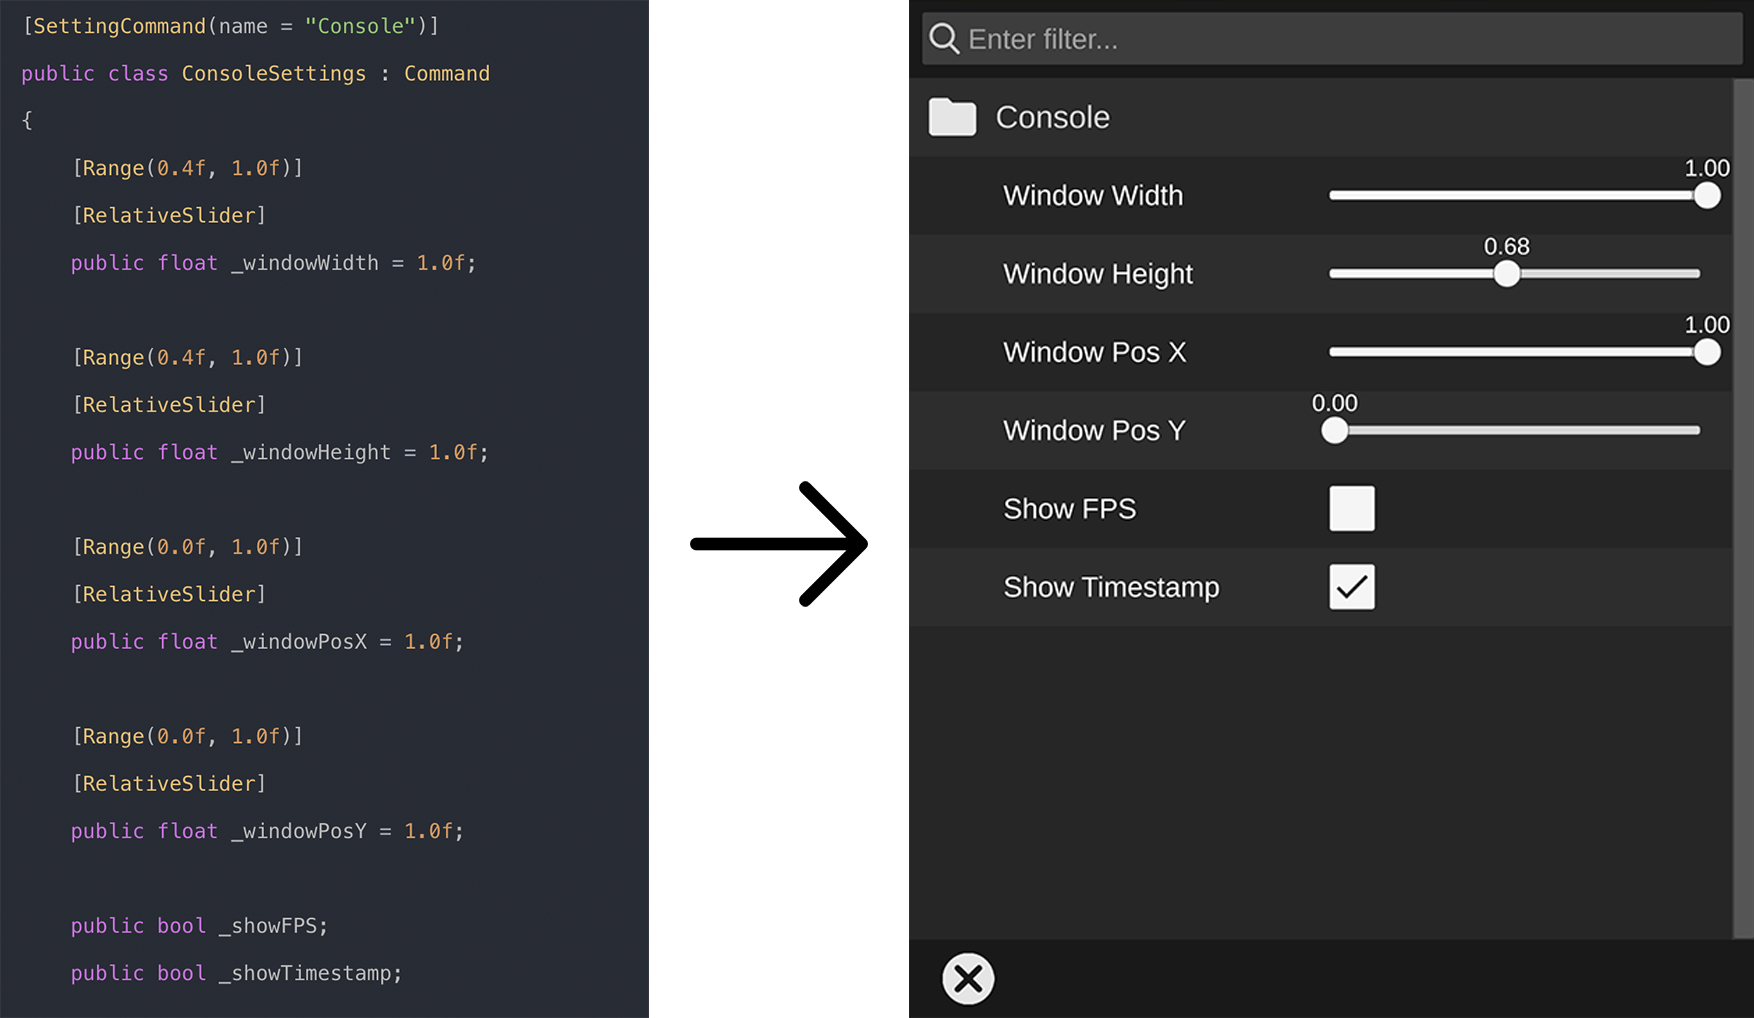 [SettingCommand(name = "Console")]
public class ConsoleSettings : Command
{
[Range(0.4f, 1.0f)]
[RelativeSlider]
public float _windowWidth = 1.0f;
[Range(0.4f, 1.0f)]
[RelativeSlider]
public float _windowHeight = 1.0f;
[Range(0.0f, 1.0f)]
[RelativeSlider]
public float _windowPosX = 1.0f;
[Range(0.0f, 1.0f)]
[RelativeSlider]
public float _windowPosY = 1.0f;
public bool _showFPS;
public bool _showTimestamp;
Enter filter...
Console
1.00
Window Width
0.68
Window Height
1.00
Window Pos X
0.00
Window Pos Y
Show FPS
Show Timestamp